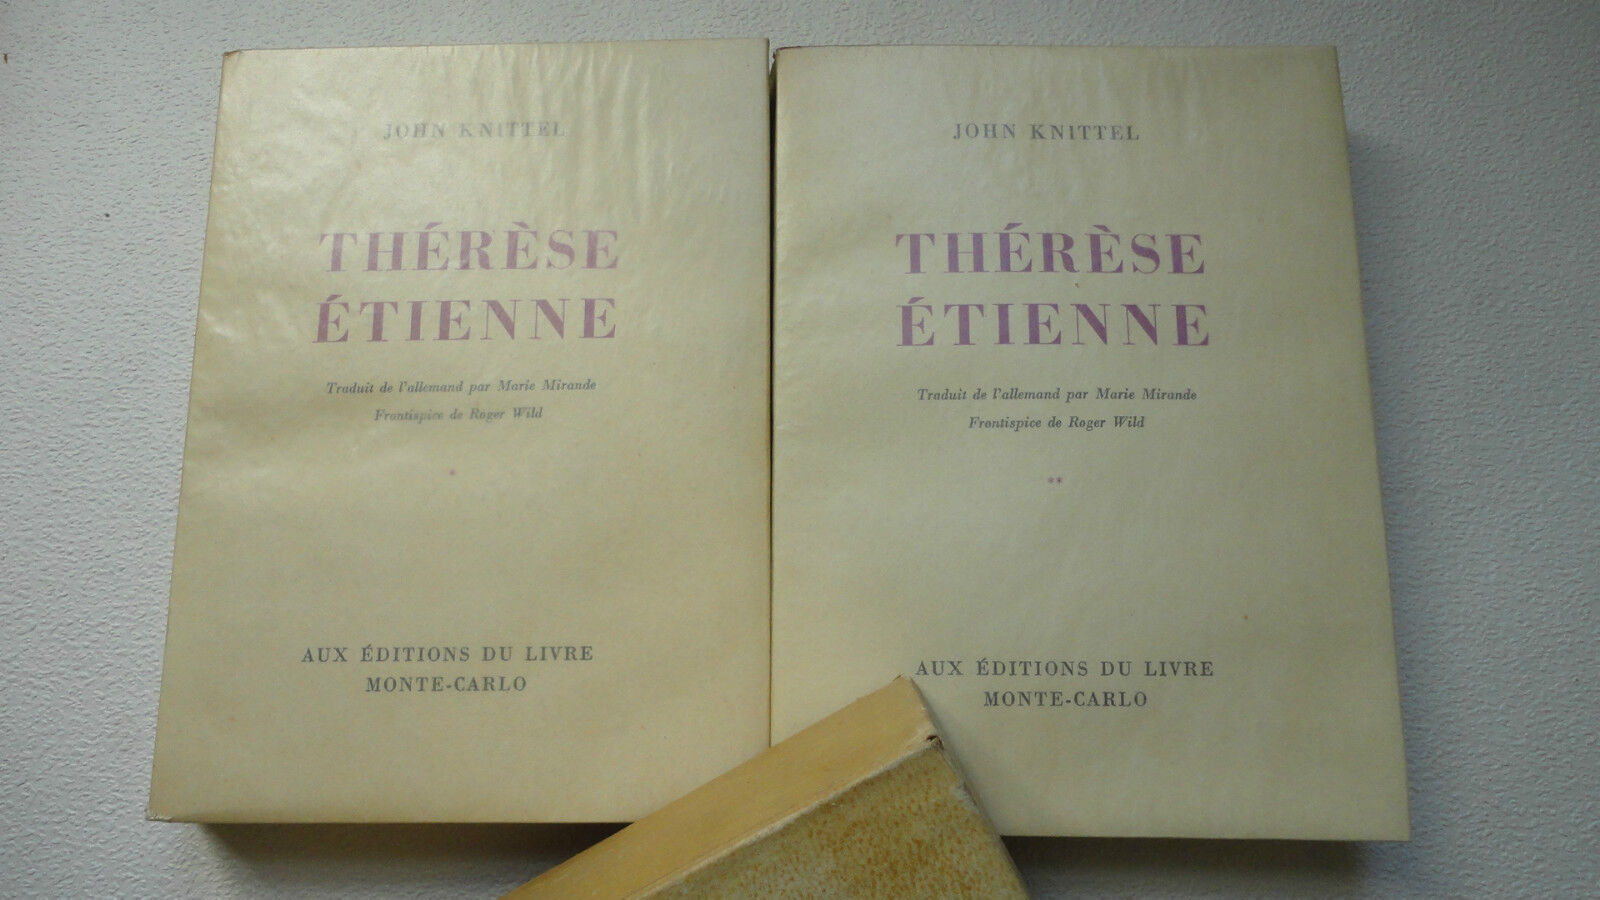 JOHN KNITTEL
THÉRÈSE
ÉTIENNE
Traduit de l'allemand par Marie Mirande
Frontispice de Roger Wild
*
AUX ÉDITIONS DU LIVRE
MONTE-CARLO
JOHN KNITTEL
THÉRÈSE
ÉTIENNE
Traduit de l'allemand par Marie Mirande
Frontispice de Roger Wild
**
AUX ÉDITIONS DU LIVRE
MONTE-CARLO